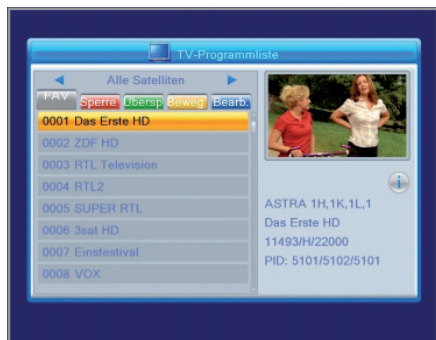 TV-Programmliste
Alle Satelliten
FAV Sperre Übersp Beweg Bearb.
0001 Das Erste HD
0002 ZDF HD
0003 RTL Television
0004 RTL2
0005 SUPER RTL
0006 3sat HD
0007 Einsfestival
0008 VOX
ASTRA 1H,1K,1L,1
Das Erste HD
11493/H/22000
PID: 5101/5102/5101